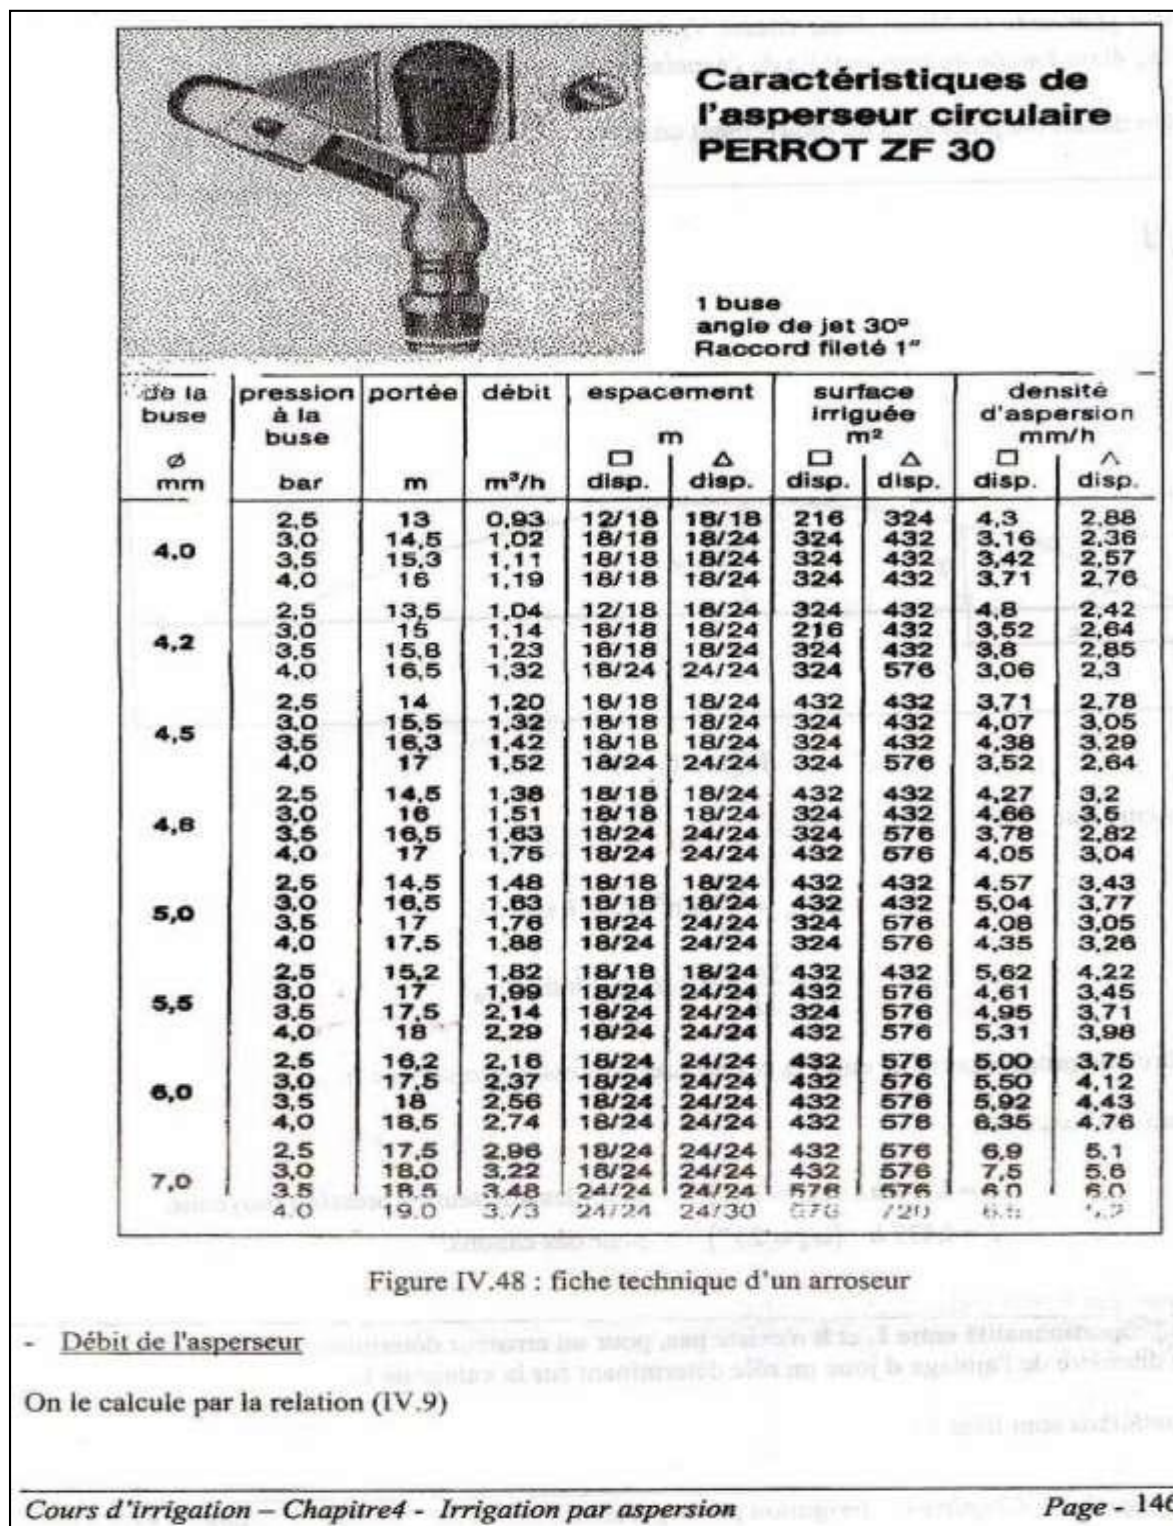 Caractéristiques de
l'asperseur circulaire
PERROT ZF 30
1 buse
angle de jet 30°
Raccord fileté 1"
de la buse Ø mm | pression à la buse bar | portée m | débit m³/h | espacement m □ disp. △ disp. | surface irriguée m² □ disp. △ disp. | densité d'aspersion mm/h □ disp. △ disp.
4,0
2,5 13 0,93 12/18 18/18 216 324 4,3 2,88
3,0 14,5 1,02 18/18 18/24 324 432 3,16 2,36
3,5 15,3 1,11 18/18 18/24 324 432 3,42 2,57
4,0 16 1,19 18/18 18/24 324 432 3,71 2,76
4,2
2,5 13,5 1,04 12/18 18/24 324 432 4,8 2,42
3,0 15 1,14 18/18 18/24 216 432 3,52 2,64
3,5 15,8 1,23 18/18 18/24 324 432 3,8 2,85
4,0 16,5 1,32 18/24 24/24 324 576 3,06 2,3
4,5
2,5 14 1,20 18/18 18/24 432 432 3,71 2,78
3,0 15,5 1,32 18/18 18/24 324 432 4,07 3,05
3,5 16,3 1,42 18/18 18/24 324 432 4,38 3,29
4,0 17 1,52 18/24 24/24 324 576 3,52 2,64
4,8
2,5 14,5 1,38 18/18 18/24 432 432 4,27 3,2
3,0 16 1,51 18/18 18/24 324 432 4,66 3,5
3,5 16,5 1,63 18/24 24/24 324 576 3,78 2,82
4,0 17 1,75 18/24 24/24 432 576 4,05 3,04
5,0
2,5 14,5 1,48 18/18 18/24 432 432 4,57 3,43
3,0 16,5 1,63 18/18 18/24 432 432 5,04 3,77
3,5 17 1,76 18/24 24/24 324 576 4,08 3,05
4,0 17,5 1,88 18/24 24/24 324 576 4,35 3,26
5,5
2,5 15,2 1,82 18/18 18/24 432 432 5,62 4,22
3,0 17 1,99 18/24 24/24 432 576 4,61 3,45
3,5 17,5 2,14 18/24 24/24 324 576 4,95 3,71
4,0 18 2,29 18/24 24/24 432 576 5,31 3,98
6,0
2,5 16,2 2,16 18/24 24/24 432 576 5,00 3,75
3,0 17,5 2,37 18/24 24/24 432 576 5,50 4,12
3,5 18 2,56 18/24 24/24 432 576 5,92 4,43
4,0 18,5 2,74 18/24 24/24 432 576 6,35 4,76
7,0
2,5 17,5 2,96 18/24 24/24 432 576 6,9 5,1
3,0 18,0 3,22 18/24 24/24 432 576 7,5 5,6
3,5 18,5 3,48 24/24 24/24 576 576 6,0 6,0
4,0 19,0 3,73 24/24 24/30 576 720 6,5
Figure IV.48 : fiche technique d'un arroseur
- Débit de l'asperseur
On le calcule par la relation (IV.9)
Cours d'irrigation – Chapitre4 - Irrigation par aspersion Page - 146